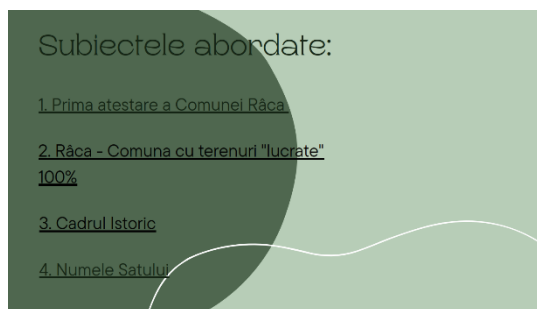 Subiectele abordate:
1. Prima atestare a Comunei Râca
2. Râca - Comuna cu terenuri "lucrate"
100%
3. Cadrul Istoric
4. Numele Satului